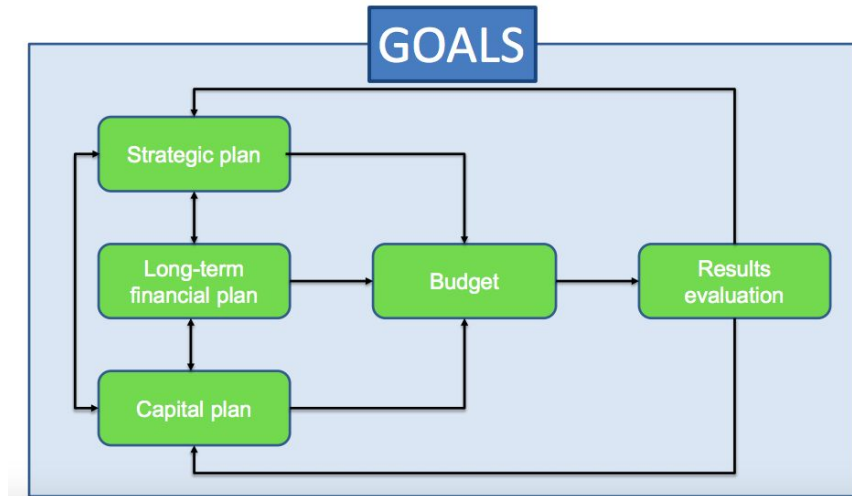 GOALS
Strategic plan
Long-term
financial plan
Budget
Results
evaluation
Capital plan